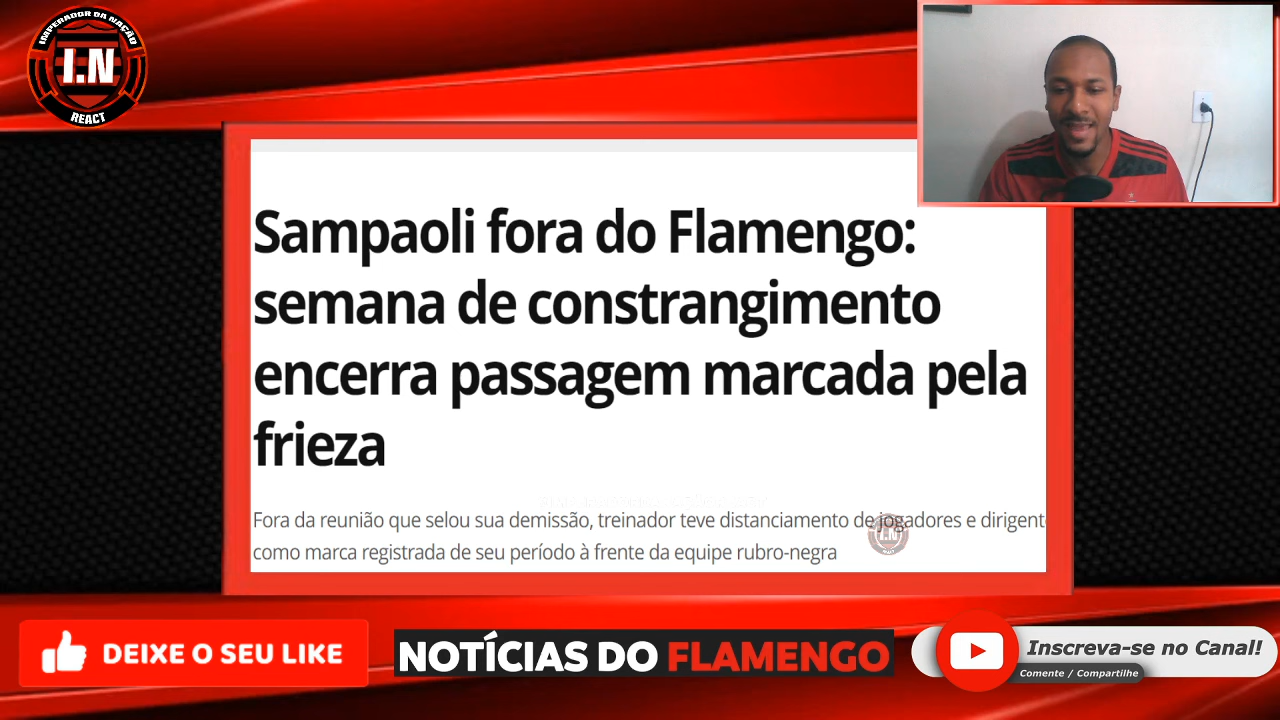 IMPERADOR DA NAÇÃO
I.N
REACT
Sampaoli fora do Flamengo:
semana de constrangimento
encerra passagem marcada pela
frieza
Fora da reunião que selou sua demissão, treinador teve distanciamento de jogadores e dirigent
como marca registrada de seu período à frente da equipe rubro-negra
I.N
DEIXE O SEU LIKE
NOTÍCIAS DO FLAMENGO
Inscreva-se no Canal!
Comente / Compartilhe